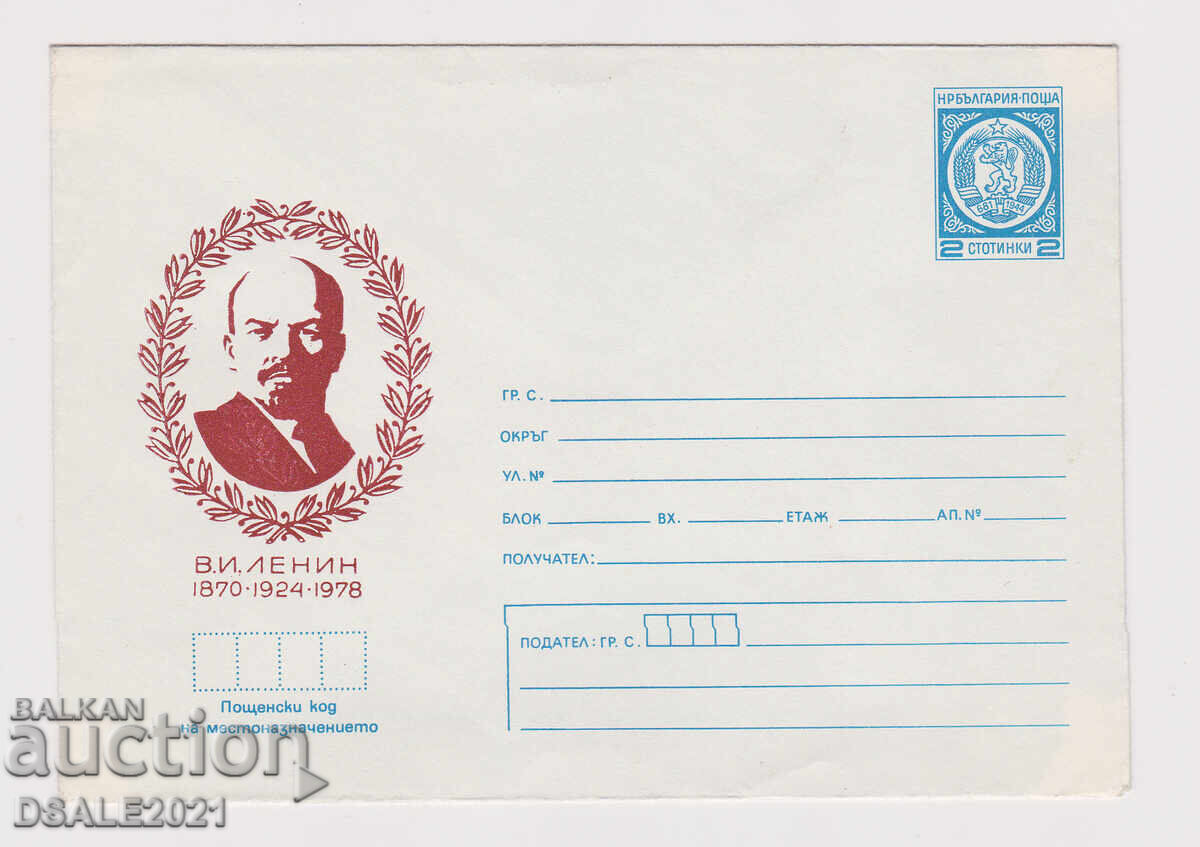 НРБЪЛГАРИЯ·ПОЩА
681 1944
2 СТОТИНКИ 2
ГР. С.
ОКРЪГ
УЛ. №
БЛОК ВХ. ЕТАЖ АП. №
ПОЛУЧАТЕЛ:
ПОДАТЕЛ: ГР. С.
В.И. ЛЕНИН
1870·1924·1978
Пощенски код
на местоназначението
BALKAN
auction
DSALE2021